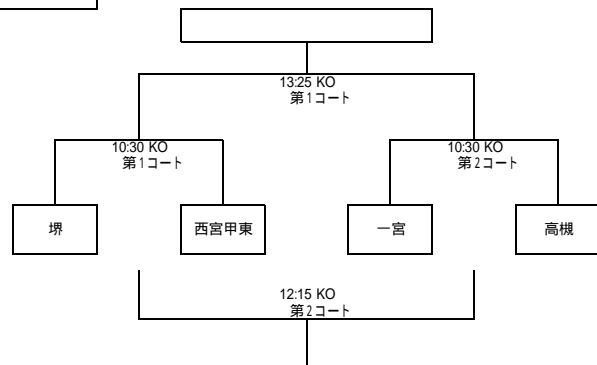 13:25 KO
第1コート
10:30 KO
第1コート
10:30 KO
第2コート
堺
西宮甲東
一宮
高槻
12:15 KO
第2コート